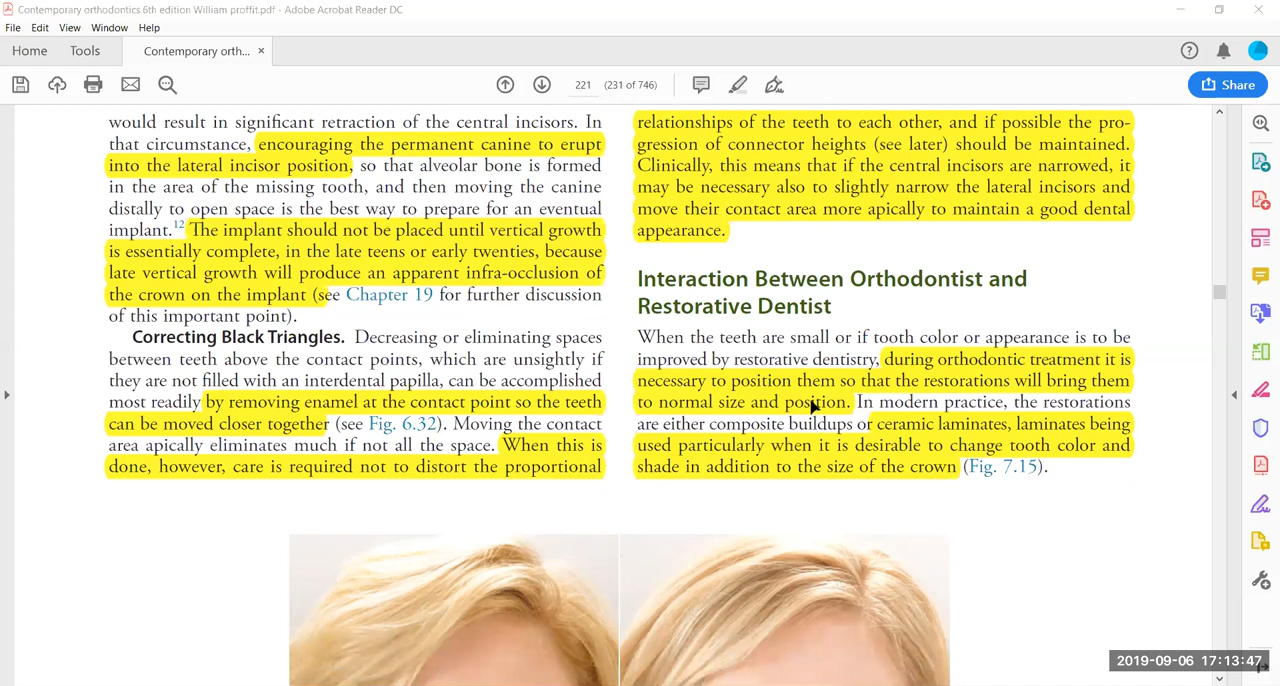 Contemporary orthodontics 6th edition William proffit.pdf - Adobe Acrobat Reader DC
File Edit View Window Help
Home Tools Contemporary orth... ×
221 (231 of 746)
Share
would result in significant retraction of the central incisors. In
that circumstance, encouraging the permanent canine to erupt
into the lateral incisor position, so that alveolar bone is formed
in the area of the missing tooth, and then moving the canine
distally to open space is the best way to prepare for an eventual
implant.12 The implant should not be placed until vertical growth
is essentially complete, in the late teens or early twenties, because
late vertical growth will produce an apparent infra-occlusion of
the crown on the implant (see Chapter 19 for further discussion
of this important point).
Correcting Black Triangles. Decreasing or eliminating spaces
between teeth above the contact points, which are unsightly if
they are not filled with an interdental papilla, can be accomplished
most readily by removing enamel at the contact point so the teeth
can be moved closer together (see Fig. 6.32). Moving the contact
area apically eliminates much if not all the space. When this is
done, however, care is required not to distort the proportional
relationships of the teeth to each other, and if possible the pro-
gression of connector heights (see later) should be maintained.
Clinically, this means that if the central incisors are narrowed, it
may be necessary also to slightly narrow the lateral incisors and
move their contact area more apically to maintain a good dental
appearance.
Interaction Between Orthodontist and
Restorative Dentist
When the teeth are small or if tooth color or appearance is to be
improved by restorative dentistry, during orthodontic treatment it is
necessary to position them so that the restorations will bring them
to normal size and position. In modern practice, the restorations
are either composite buildups or ceramic laminates, laminates being
used particularly when it is desirable to change tooth color and
shade in addition to the size of the crown (Fig. 7.15).
2019-09-06 17:13:47